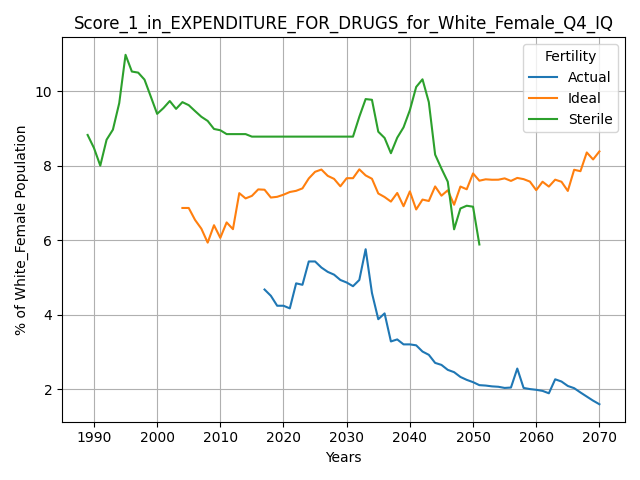 Score_1_in_EXPENDITURE_FOR_DRUGS_for_White_Female_Q4_IQ
Fertility
Actual
Ideal
Sterile
% of White_Female Population
10
8
6
4
2
1990 2000 2010 2020 2030 2040 2050 2060 2070
Years